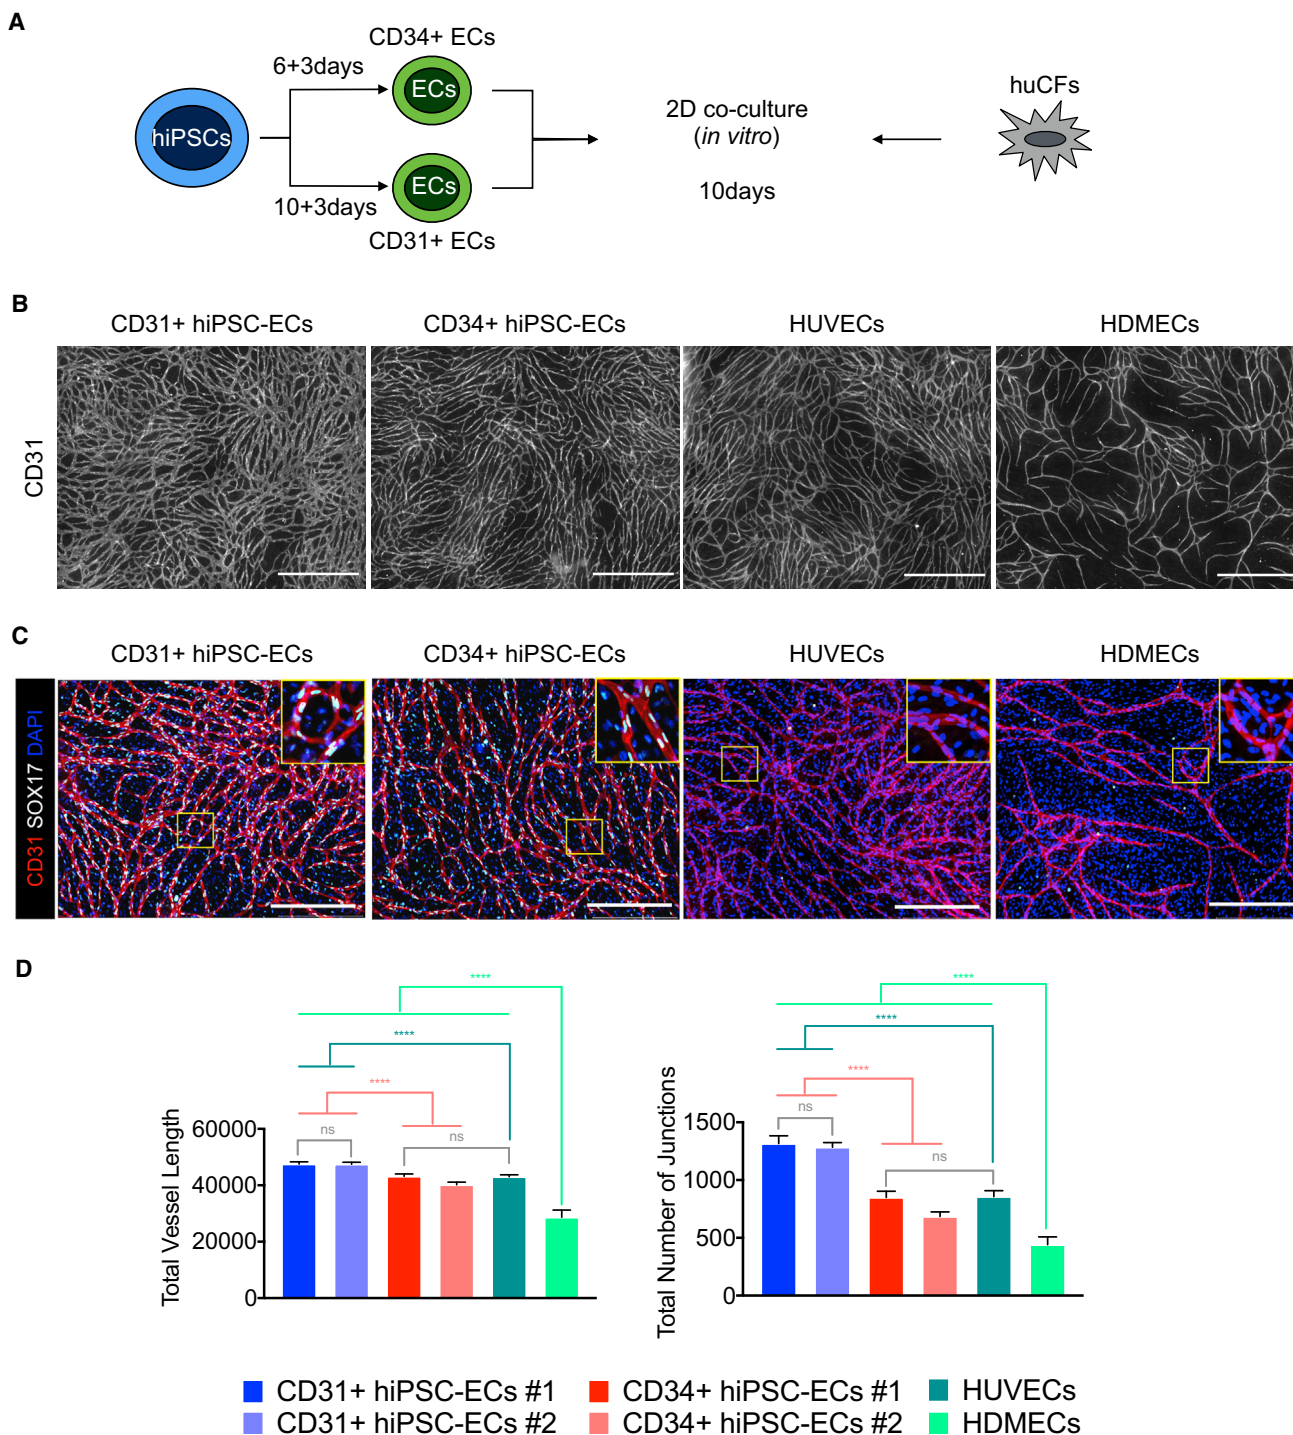 A
CD34+ ECs
6+3days
ECs
hiPSCs
2D co-culture
(in vitro)
huCFs
10+3days
ECs
10days
CD31+ ECs
B
CD31+ hiPSC-ECs CD34+ hiPSC-ECs HUVECs HDMECs
CD31
C
CD31+ hiPSC-ECs CD34+ hiPSC-ECs HUVECs HDMECs
CD31 SOX17 DAPI
D
****
****
****
ns
ns
Total Vessel Length
60000
40000
20000
0
****
****
****
ns
ns
Total Number of Junctions
1500
1000
500
0
CD31+ hiPSC-ECs #1 CD34+ hiPSC-ECs #1 HUVECs
CD31+ hiPSC-ECs #2 CD34+ hiPSC-ECs #2 HDMECs